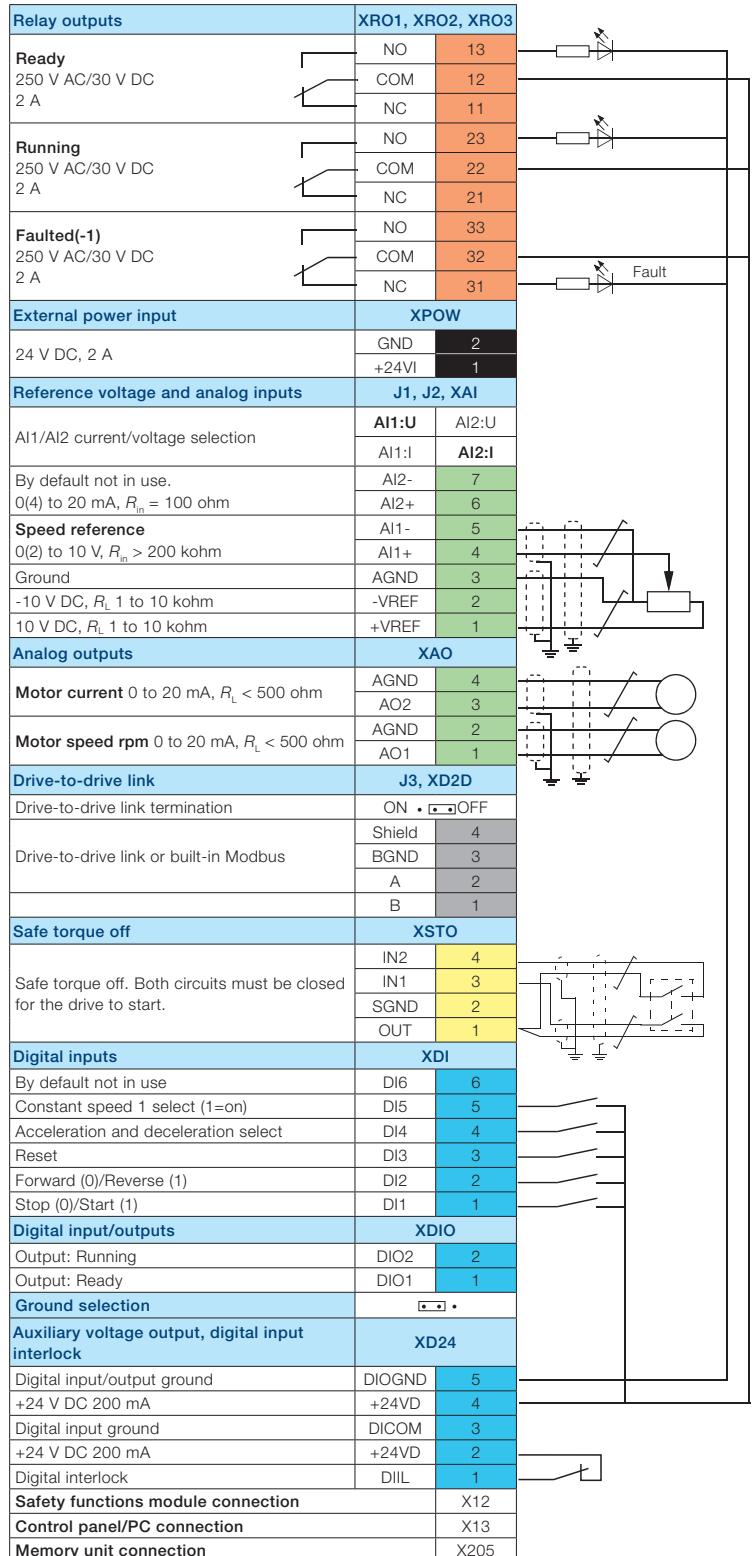 Relay outputs XRO1, XRO2, XRO3
Ready
250 V AC/30 V DC
2 A
NO 13
COM 12
NC 11
Running
250 V AC/30 V DC
2 A
NO 23
COM 22
NC 21
Faulted(-1)
250 V AC/30 V DC
2 A
NO 33
COM 32
NC 31
Fault
External power input XPOW
24 V DC, 2 A
GND 2
+24VI 1
Reference voltage and analog inputs J1, J2, XAI
AI1/AI2 current/voltage selection
AI1:U AI2:U
AI1:I AI2:I
By default not in use.
0(4) to 20 mA, Rin = 100 ohm
AI2- 7
AI2+ 6
Speed reference
0(2) to 10 V, Rin > 200 kohm
AI1- 5
AI1+ 4
Ground AGND 3
-10 V DC, RL 1 to 10 kohm -VREF 2
10 V DC, RL 1 to 10 kohm +VREF 1
Analog outputs XAO
Motor current 0 to 20 mA, RL < 500 ohm
AGND 4
AO2 3
Motor speed rpm 0 to 20 mA, RL < 500 ohm
AGND 2
AO1 1
Drive-to-drive link J3, XD2D
Drive-to-drive link termination ON OFF
Drive-to-drive link or built-in Modbus
Shield 4
BGND 3
A 2
B 1
Safe torque off XSTO
Safe torque off. Both circuits must be closed
for the drive to start.
IN2 4
IN1 3
SGND 2
OUT 1
Digital inputs XDI
By default not in use DI6 6
Constant speed 1 select (1=on) DI5 5
Acceleration and deceleration select DI4 4
Reset DI3 3
Forward (0)/Reverse (1) DI2 2
Stop (0)/Start (1) DI1 1
Digital input/outputs XDIO
Output: Running DIO2 2
Output: Ready DIO1 1
Ground selection
Auxiliary voltage output, digital input
interlock
XD24
Digital input/output ground DIOGND 5
+24 V DC 200 mA +24VD 4
Digital input ground DICOM 3
+24 V DC 200 mA +24VD 2
Digital interlock DIIL 1
Safety functions module connection X12
Control panel/PC connection X13
Memory unit connection X205